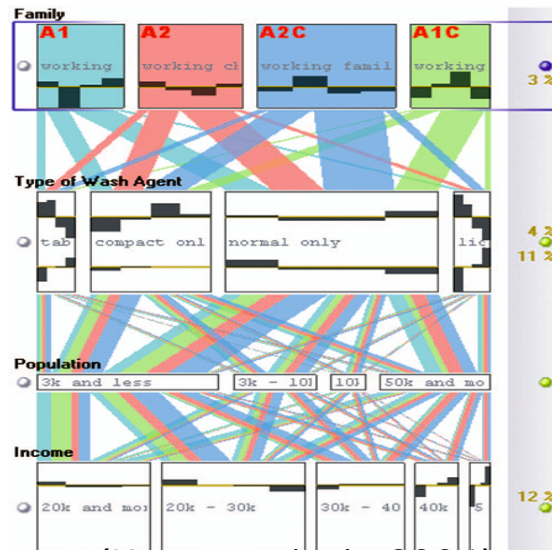 Family
A1 A2 A2C A1C
working working cl working famil working
3 %
Type of Wash Agent
4 %
tab compact onl normal only lic
11 %
Population
3k and less 3k - 10 10 50k and mo
Income
12 %
20k and mo 20k - 30k 30k - 40 40k 5